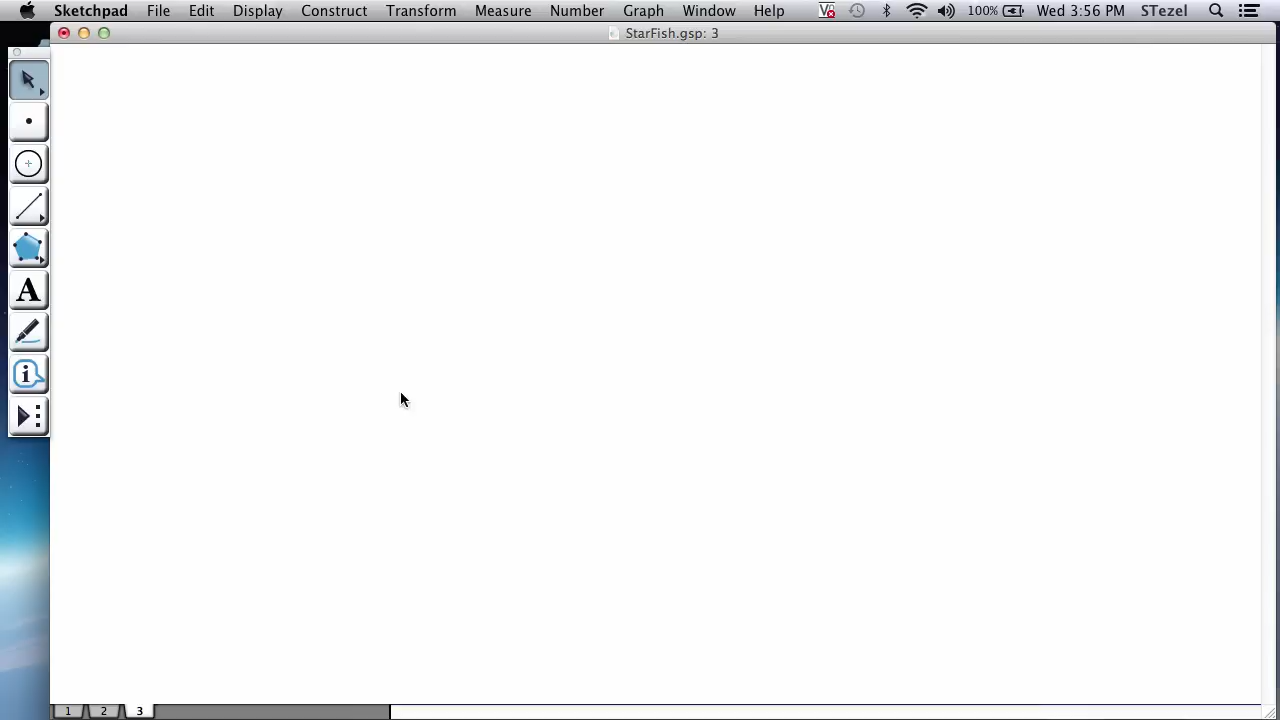 Sketchpad File Edit Display Construct Transform Measure Number Graph Window Help 100% Wed 3:56 PM STezel
StarFish.gsp: 3
A
i
1 2 3